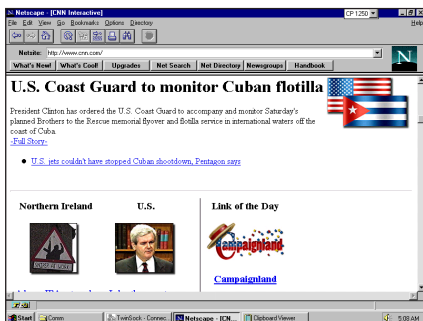 Netscape - [CNN Interactive]
CP 1250
File Edit View Go Bookmarks Options Directory Help
Netsite: http://www.cnn.com/
What's New! What's Cool! Upgrades Net Search Net Directory Newsgroups Handbook
N
U.S. Coast Guard to monitor Cuban flotilla
President Clinton has ordered the U.S. Coast Guard to accompany and monitor Saturday's
planned Brothers to the Rescue memorial flyover and flotilla service in international waters off the
coast of Cuba.
-Full Story-
U.S. jets couldn't have stopped Cuban shootdown, Pentagon says
Northern Ireland U.S. Link of the Day
Campaignland
Campaignland
Start Comm TwinSock - Connec... Netscape - [CN... Clipboard Viewer 5:08 AM